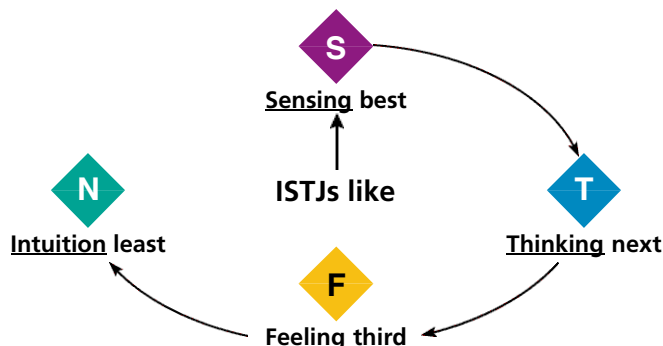 S
Sensing best
N
ISTJs like
T
Intuition least
Thinking next
F
Feeling third